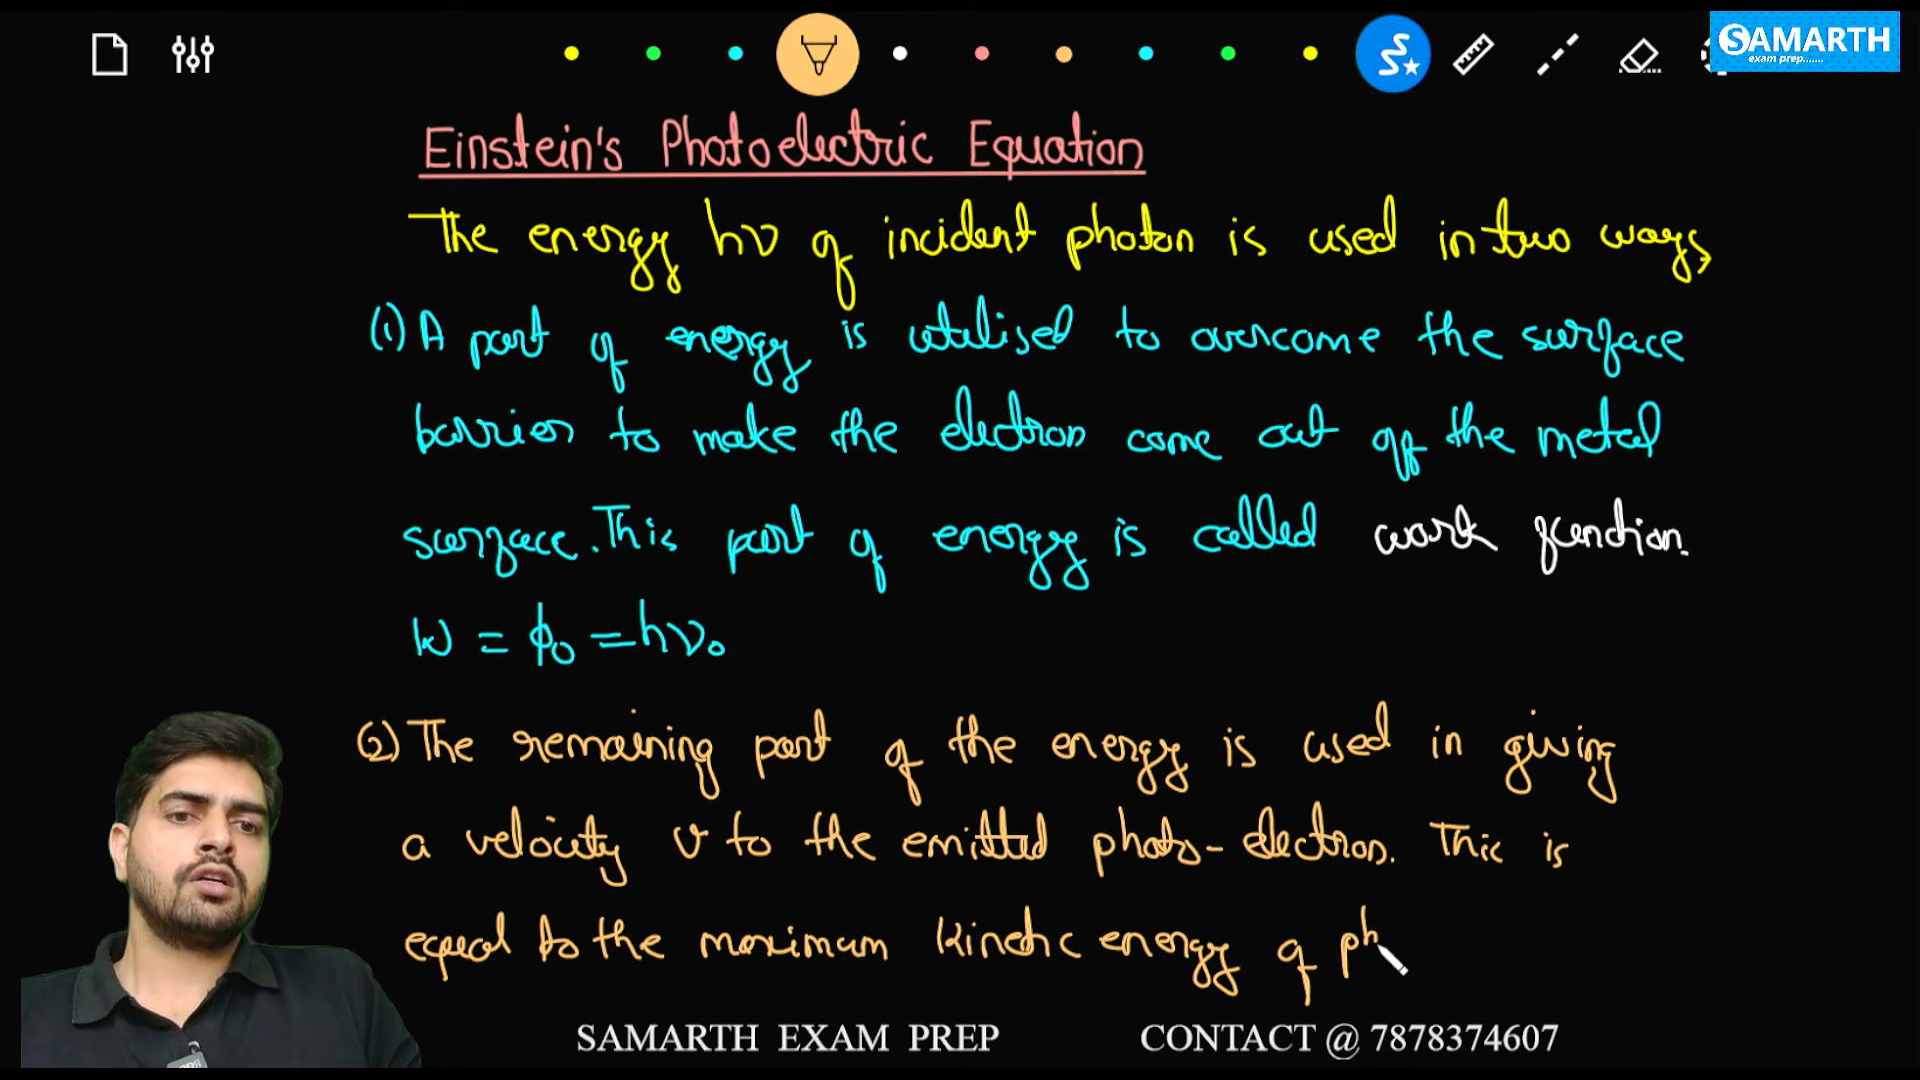 SAMARTH
exam prep.......
Einstein's Photoelectric Equation
The energy hν of incident photon is used in two ways,
(1) A part of energy is utilised to overcome the surface
barrier to make the electron come out of the metal
surface. This part of energy is called work function.
W = ϕ₀ = hν₀
(2) The remaining part of the energy is used in giving
a velocity v to the emitted photo-electron. This is
equal to the maximum kinetic energy of ph
SAMARTH EXAM PREP CONTACT @ 7878374607